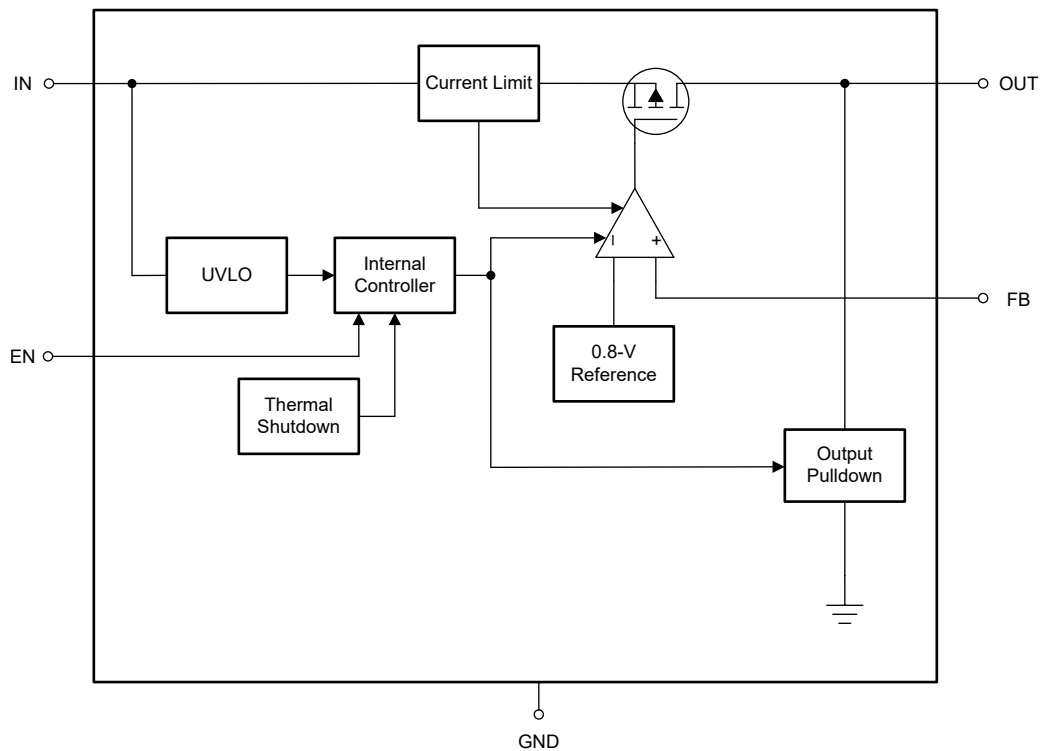 IN
Current Limit
OUT
UVLO
Internal
Controller
– +
FB
EN
0.8-V
Reference
Thermal
Shutdown
Output
Pulldown
GND